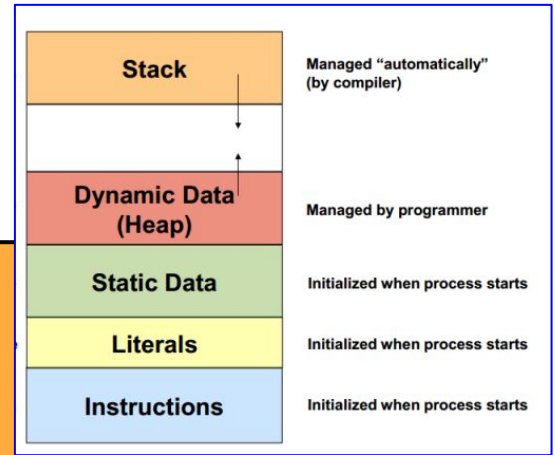 Stack
Managed “automatically”
(by compiler)
Dynamic Data
(Heap)
Managed by programmer
Static Data
Initialized when process starts
Literals
Initialized when process starts
Instructions
Initialized when process starts